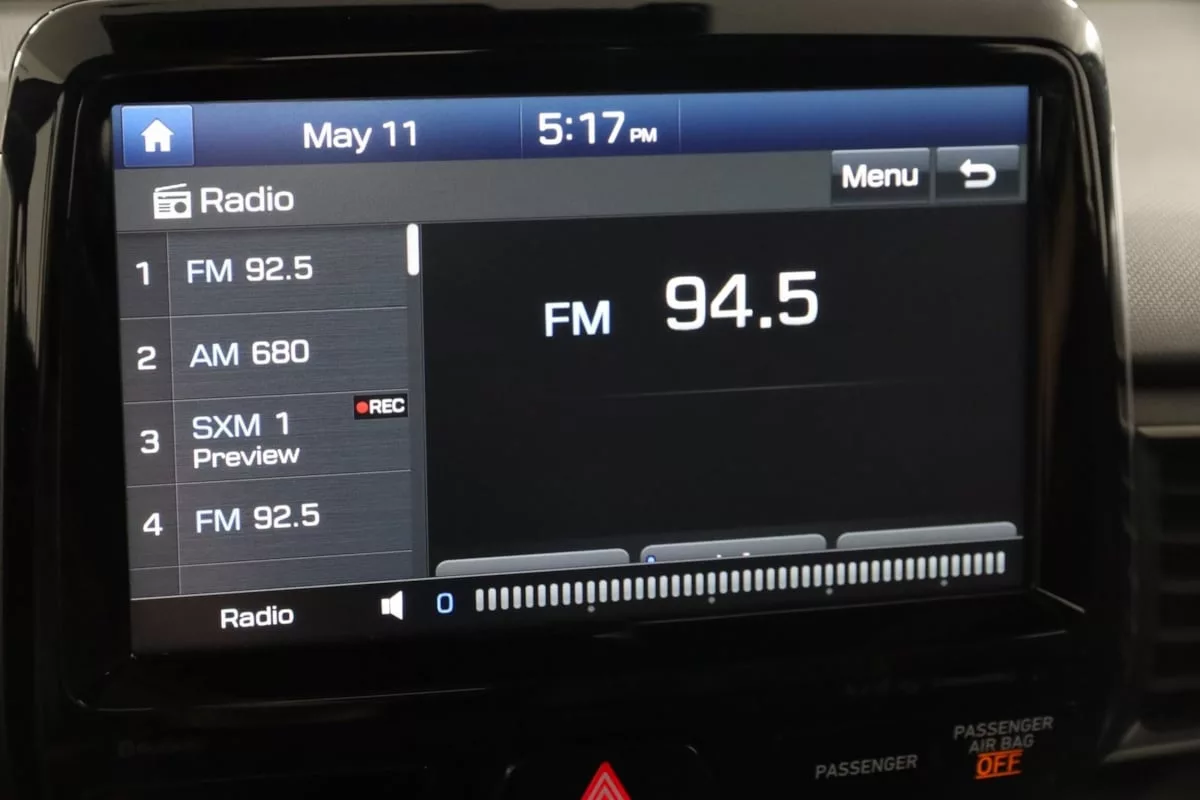 May 11
5:17 PM
Radio
Menu
1 FM 92.5
2 AM 680
3 SXM 1
Preview
REC
4 FM 92.5
FM 94.5
Radio
0
PASSENGER
PASSENGER
AIR BAG
OFF